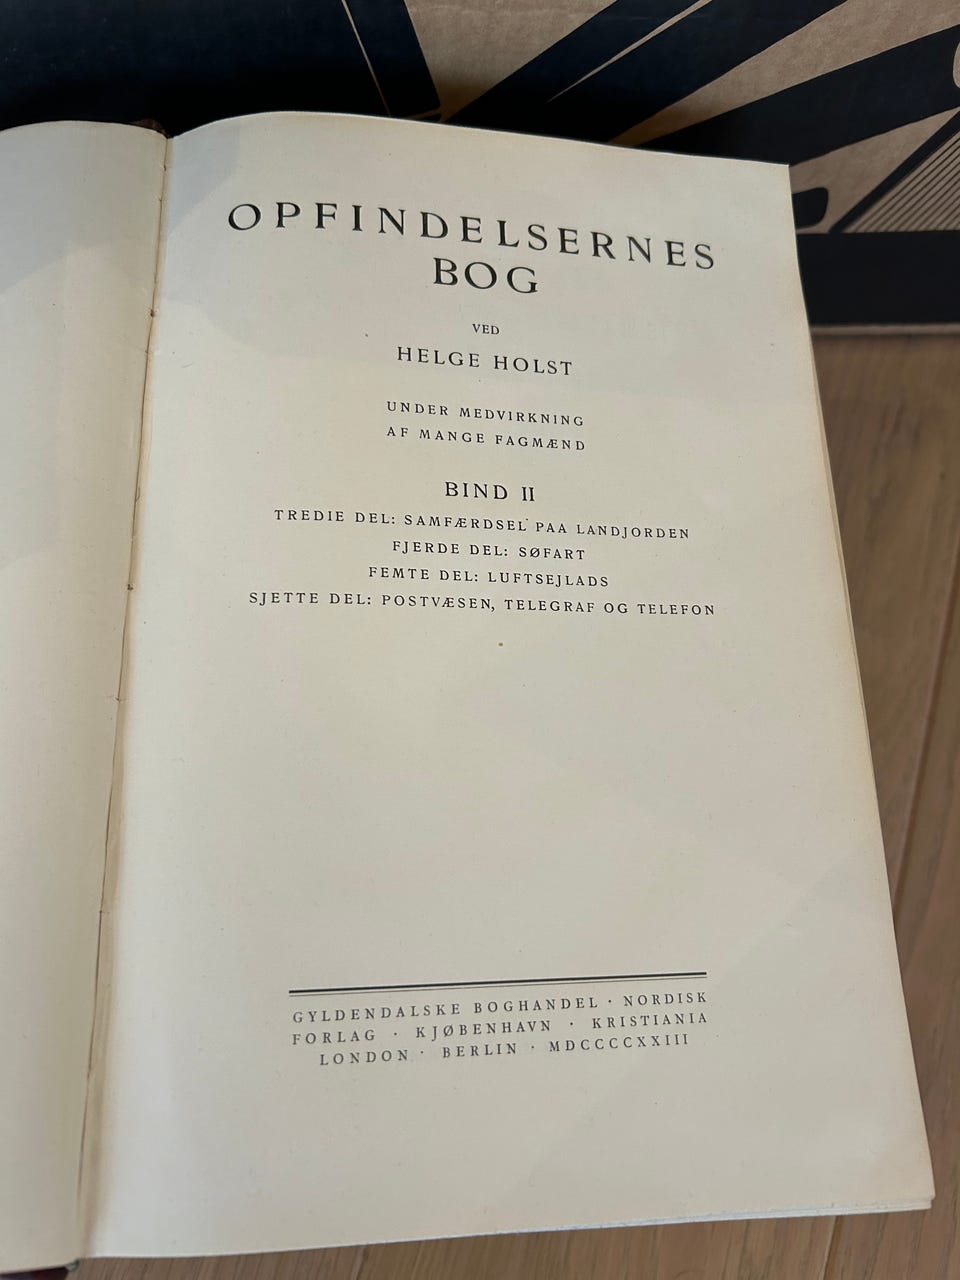 OPFINDELSERNES
BOG
VED
HELGE HOLST
UNDER MEDVIRKNING
AF MANGE FAGMÆND
BIND II
TREDIE DEL: SAMFÆRDSEL PAA LANDJORDEN
FJERDE DEL: SØFART
FEMTE DEL: LUFTSEJLADS
SJETTE DEL: POSTVÆSEN, TELEGRAF OG TELEFON
GYLDENDALSKE BOGHANDEL · NORDISK
FORLAG · KJØBENHAVN · KRISTIANIA
LONDON · BERLIN · MDCCCCXXIII